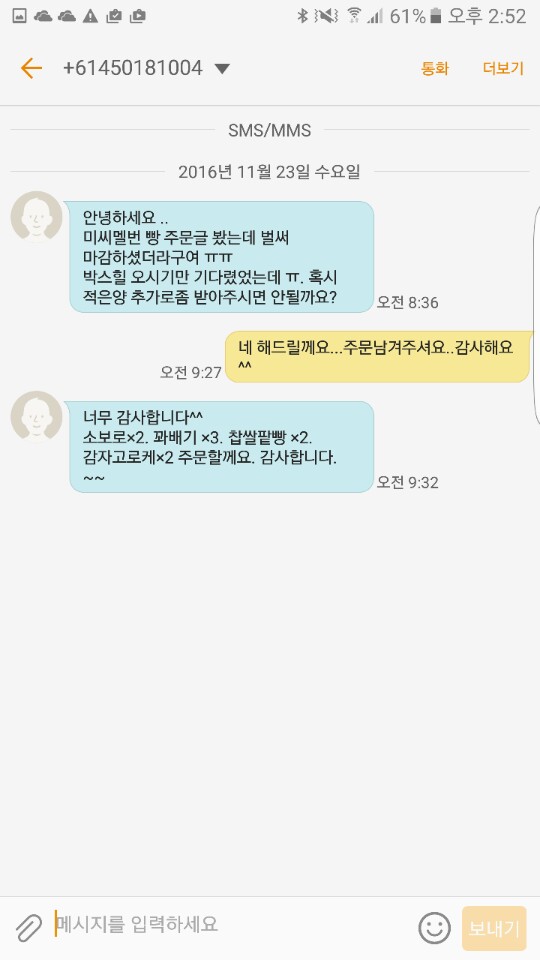 61% 오후 2:52
+61450181004 통화 더보기
SMS/MMS
2016년 11월 23일 수요일
안녕하세요 ..
미씨멜번 빵 주문글 봤는데 벌써
마감하셨더라구여 ㅠㅠ
박스힐 오시기만 기다렸었는데 ㅠ. 혹시
적은양 추가로좀 받아주시면 안될까요?
오전 8:36
네 해드릴께요...주문남겨주셔요..감사해요
^^
오전 9:27
너무 감사합니다^^
소보로×2. 꽈배기 ×3. 찹쌀팥빵 ×2.
감자고로케×2 주문할께요. 감사합니다.
~~
오전 9:32
메시지를 입력하세요 보내기